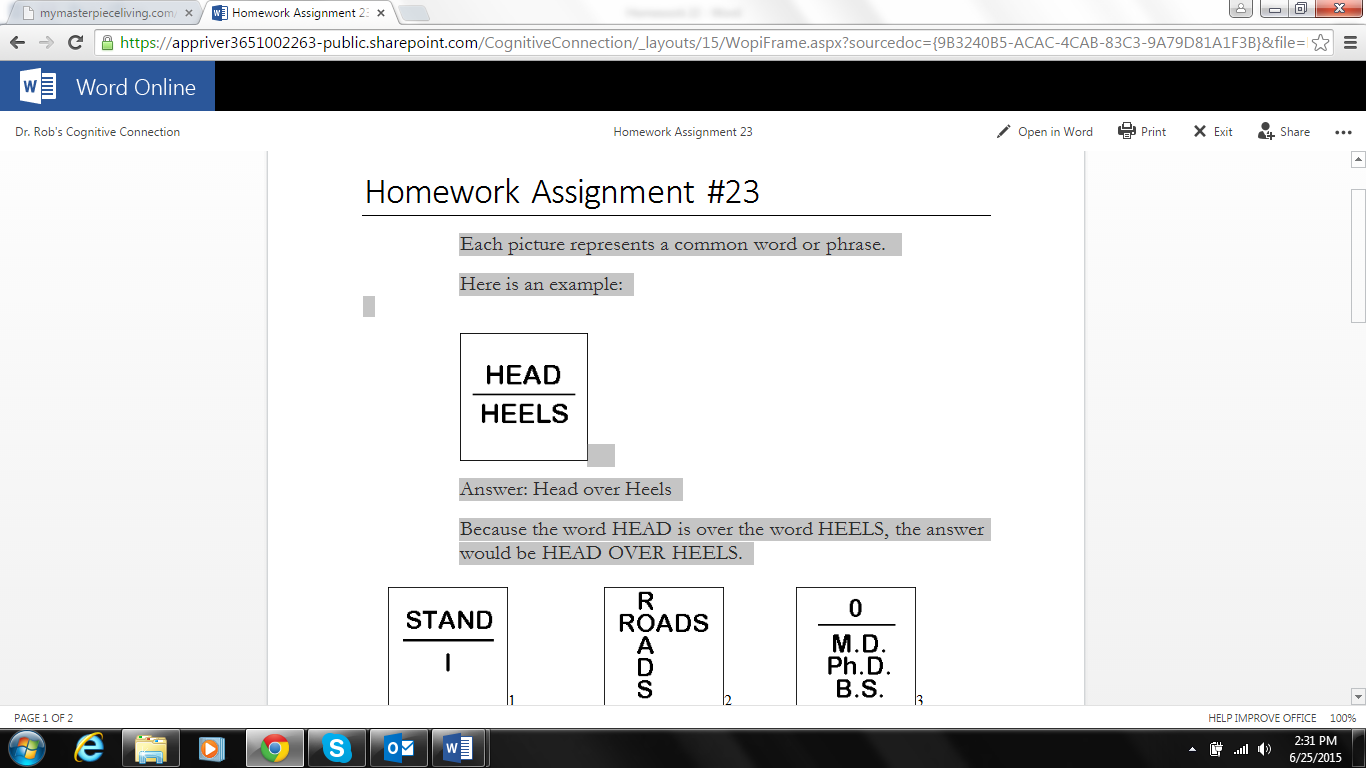 mymasterpieceliving.com/
Homework Assignment 23
https://appriver3651002263-public.sharepoint.com/CognitiveConnection/_layouts/15/WopiFrame.aspx?sourcedoc={9B3240B5-ACAC-4CAB-83C3-9A79D81A1F3B}&file=
Word Online
Dr. Rob's Cognitive Connection
Homework Assignment 23
Open in Word
Print
Exit
Share
Homework Assignment #23
Each picture represents a common word or phrase.
Here is an example:
HEAD
HEELS
Answer: Head over Heels
Because the word HEAD is over the word HEELS, the answer
would be HEAD OVER HEELS.
STAND
I
1
R
ROADS
A
D
S
2
0
M.D.
Ph.D.
B.S.
3
PAGE 1 OF 2
HELP IMPROVE OFFICE
100%
2:31 PM
6/25/2015